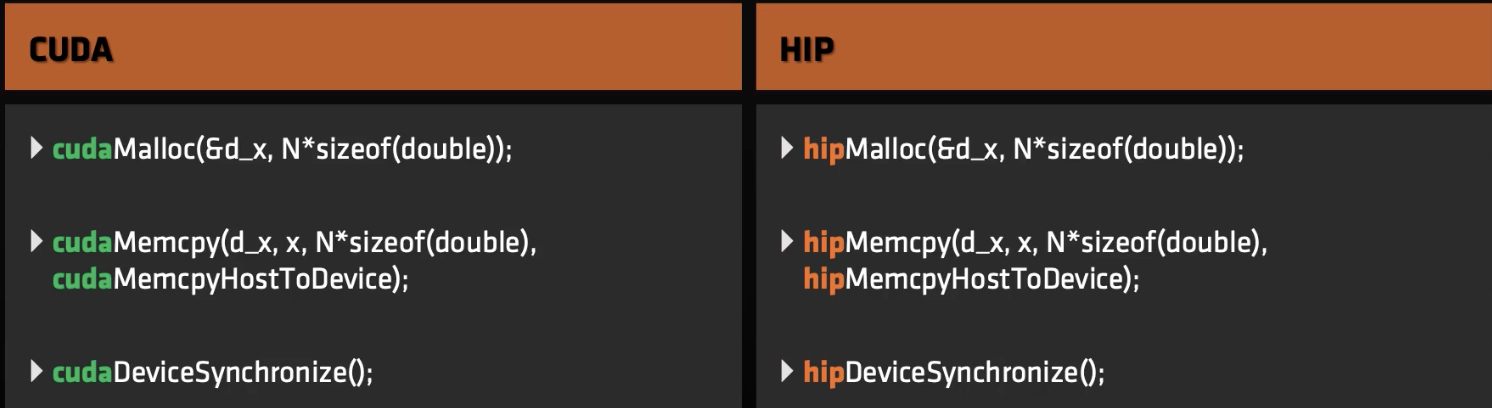 CUDA
cudaMalloc(&d_x, N*sizeof(double));
cudaMemcpy(d_x, x, N*sizeof(double),
cudaMemcpyHostToDevice);
cudaDeviceSynchronize();
HIP
hipMalloc(&d_x, N*sizeof(double));
hipMemcpy(d_x, x, N*sizeof(double),
hipMemcpyHostToDevice);
hipDeviceSynchronize();